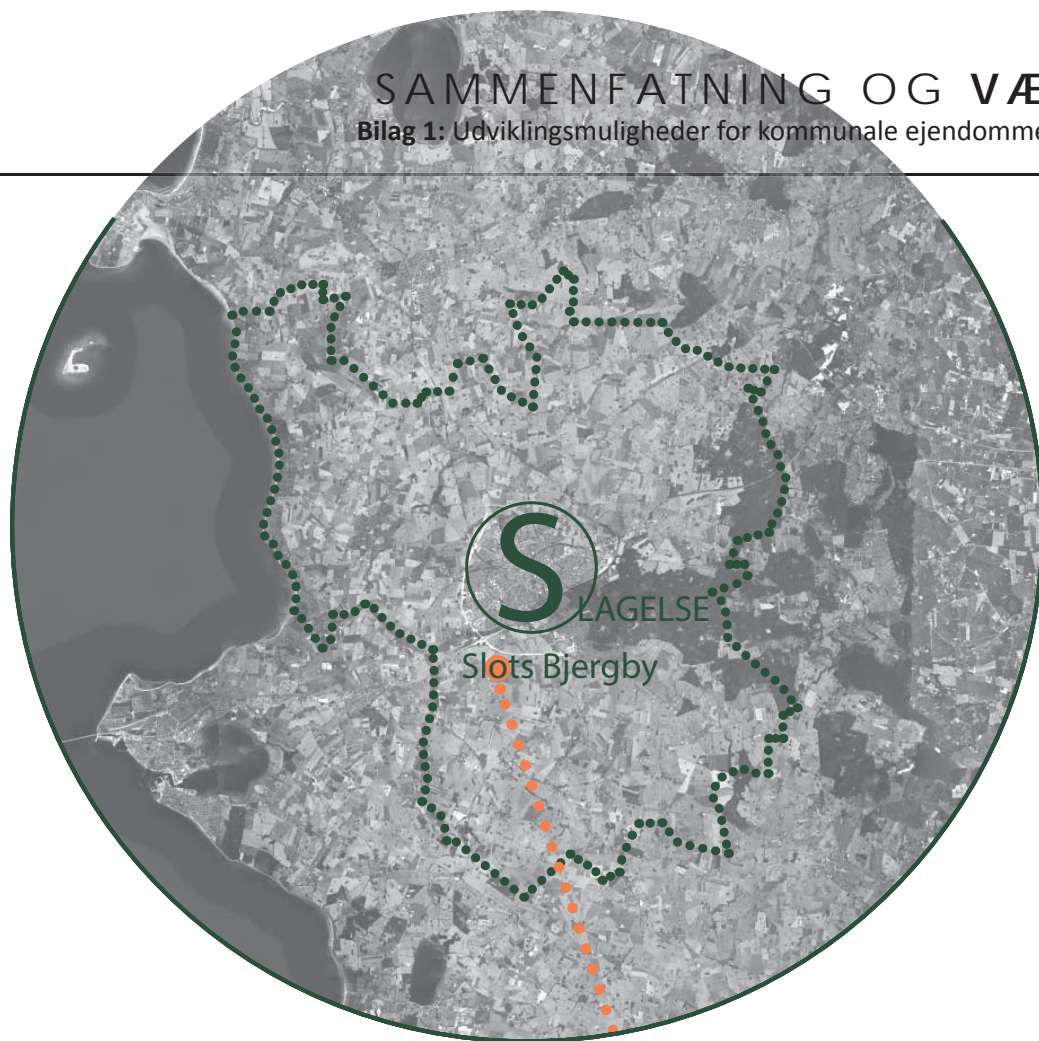 SAMMENFATNING OG VÆ
Bilag 1: Udviklingsmuligheder for kommunale ejendomme
SLAGELSE
Slots Bjergby